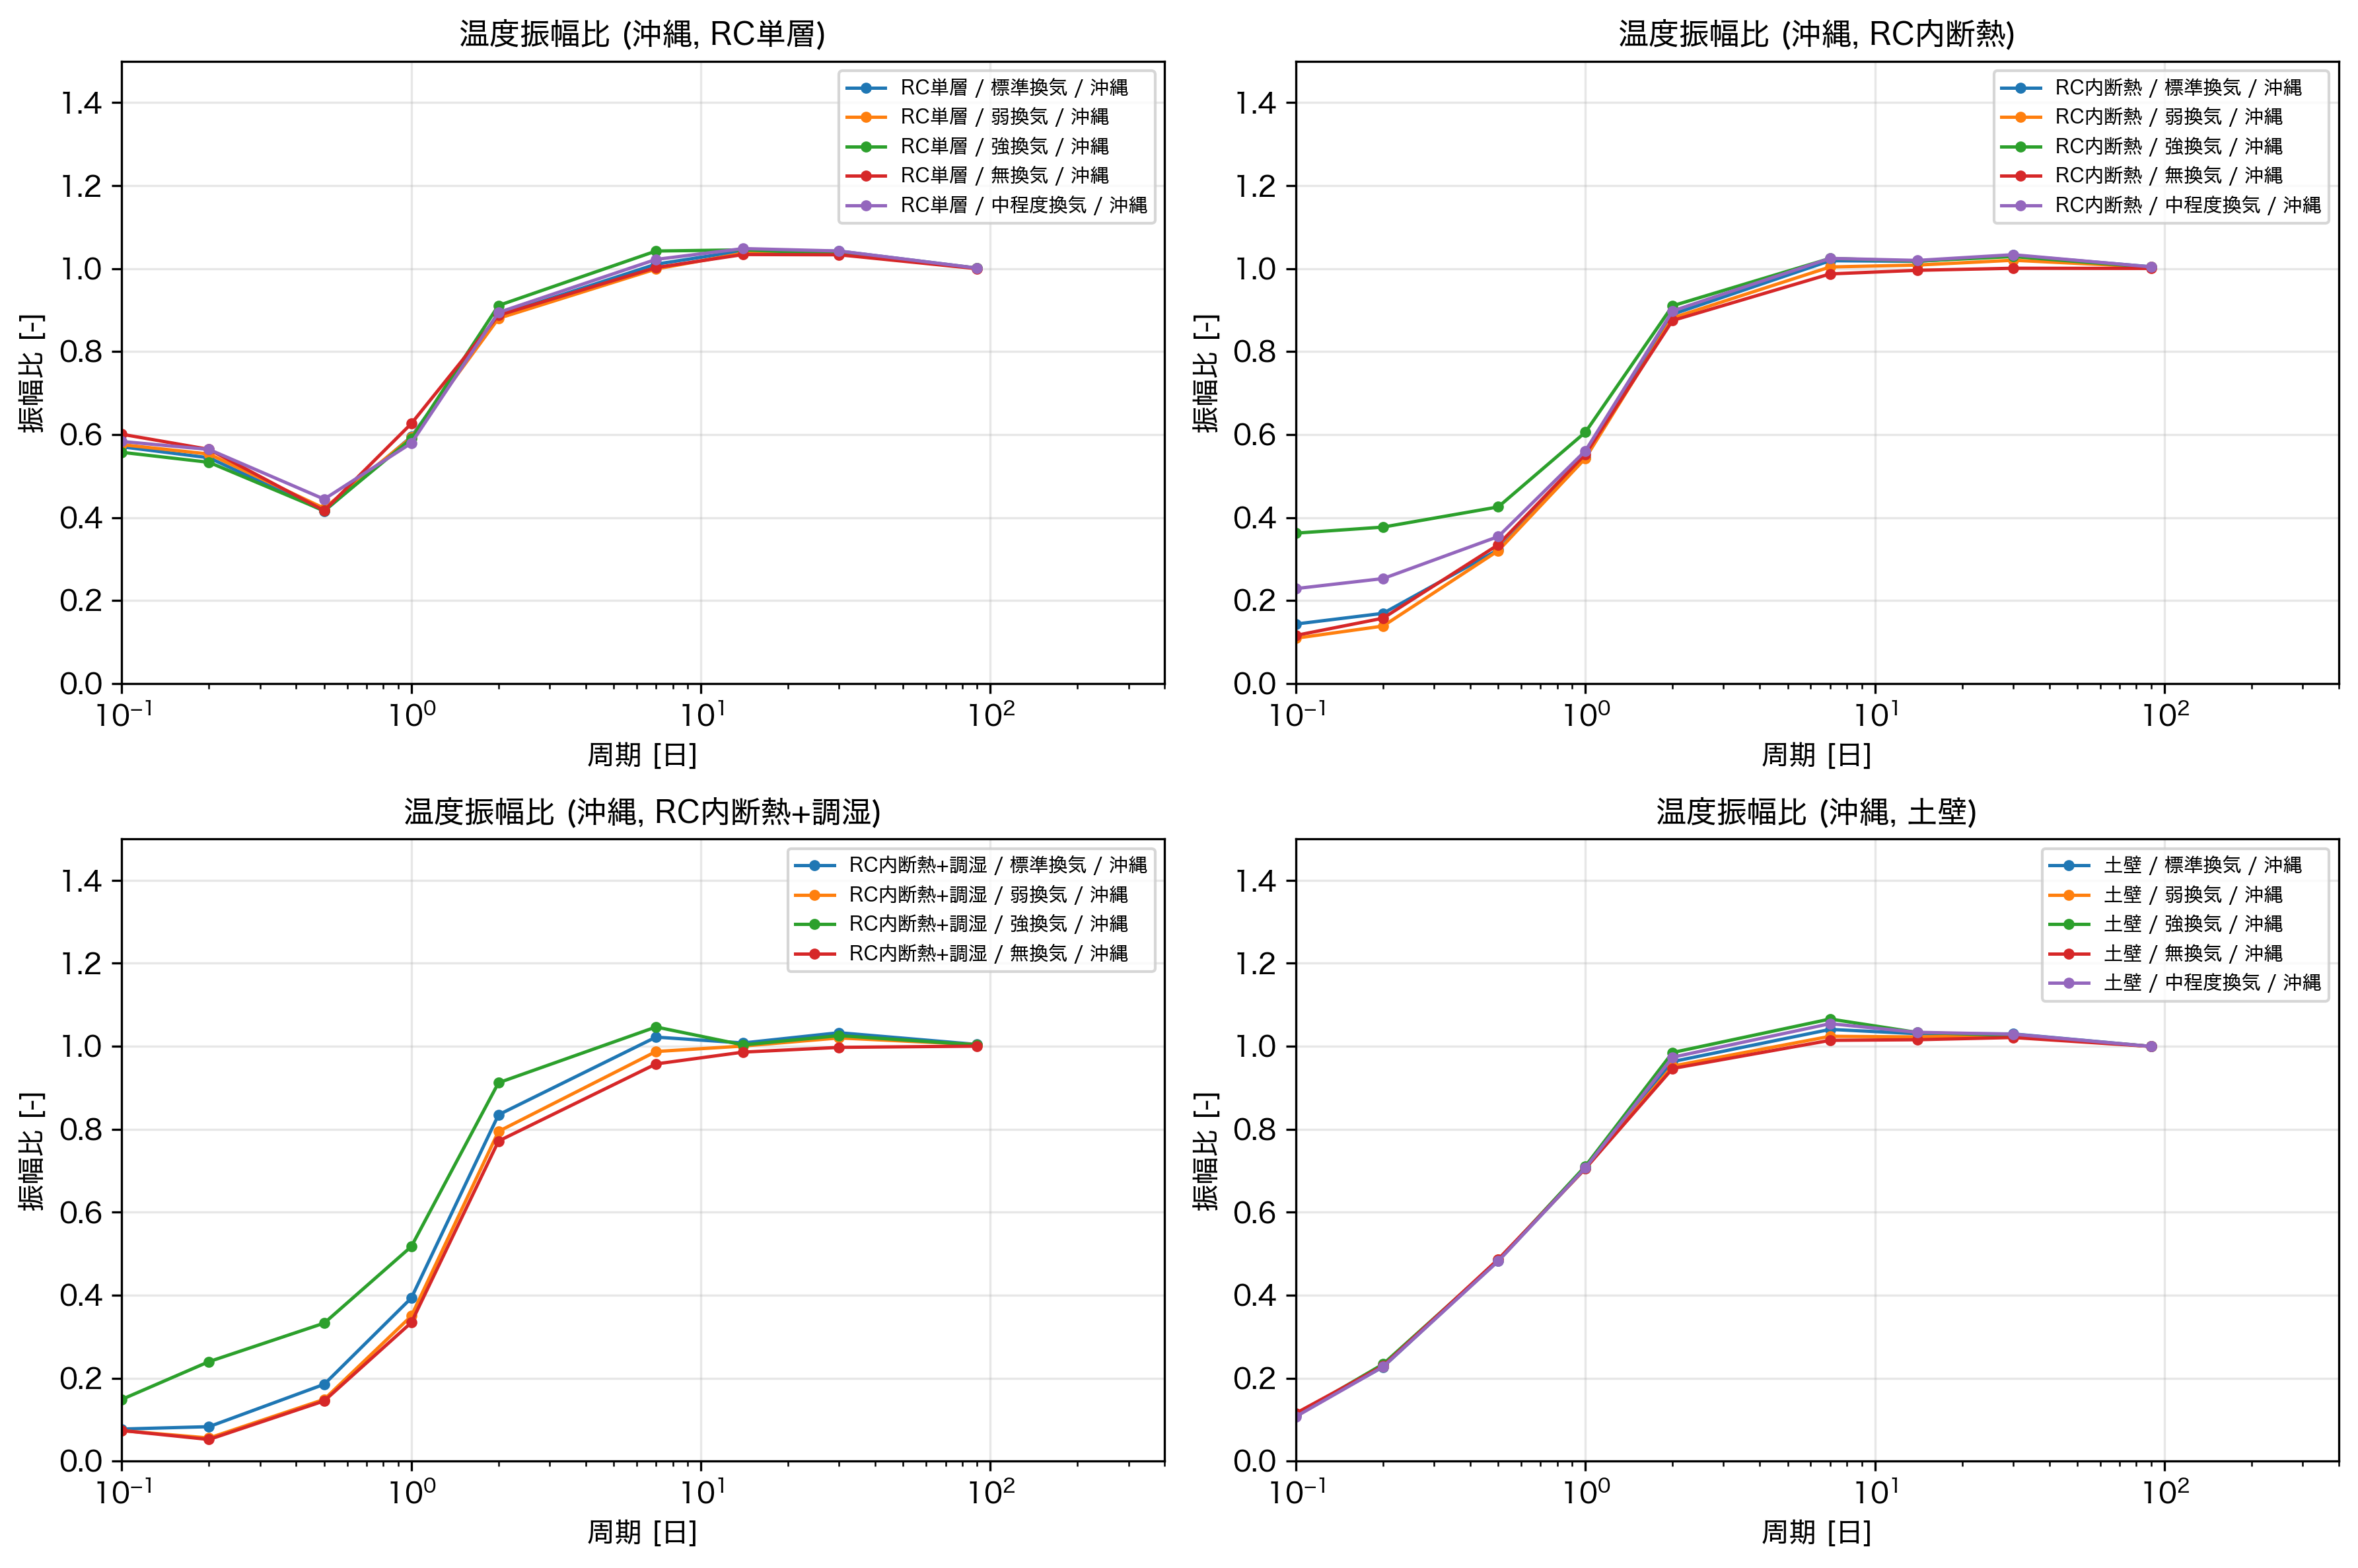 温度振幅比 (沖縄, RC単層)
振幅比 [-]
1.4
1.2
1.0
0.8
0.6
0.4
0.2
0.0
RC単層 / 標準換気 / 沖縄
RC単層 / 弱換気 / 沖縄
RC単層 / 強換気 / 沖縄
RC単層 / 無換気 / 沖縄
RC単層 / 中程度換気 / 沖縄
10⁻¹ 10⁰ 10¹ 10²
周期 [日]
温度振幅比 (沖縄, RC内断熱)
振幅比 [-]
1.4
1.2
1.0
0.8
0.6
0.4
0.2
0.0
RC内断熱 / 標準換気 / 沖縄
RC内断熱 / 弱換気 / 沖縄
RC内断熱 / 強換気 / 沖縄
RC内断熱 / 無換気 / 沖縄
RC内断熱 / 中程度換気 / 沖縄
10⁻¹ 10⁰ 10¹ 10²
周期 [日]
温度振幅比 (沖縄, RC内断熱+調湿)
振幅比 [-]
1.4
1.2
1.0
0.8
0.6
0.4
0.2
0.0
RC内断熱+調湿 / 標準換気 / 沖縄
RC内断熱+調湿 / 弱換気 / 沖縄
RC内断熱+調湿 / 強換気 / 沖縄
RC内断熱+調湿 / 無換気 / 沖縄
10⁻¹ 10⁰ 10¹ 10²
周期 [日]
温度振幅比 (沖縄, 土壁)
振幅比 [-]
1.4
1.2
1.0
0.8
0.6
0.4
0.2
0.0
土壁 / 標準換気 / 沖縄
土壁 / 弱換気 / 沖縄
土壁 / 強換気 / 沖縄
土壁 / 無換気 / 沖縄
土壁 / 中程度換気 / 沖縄
10⁻¹ 10⁰ 10¹ 10²
周期 [日]